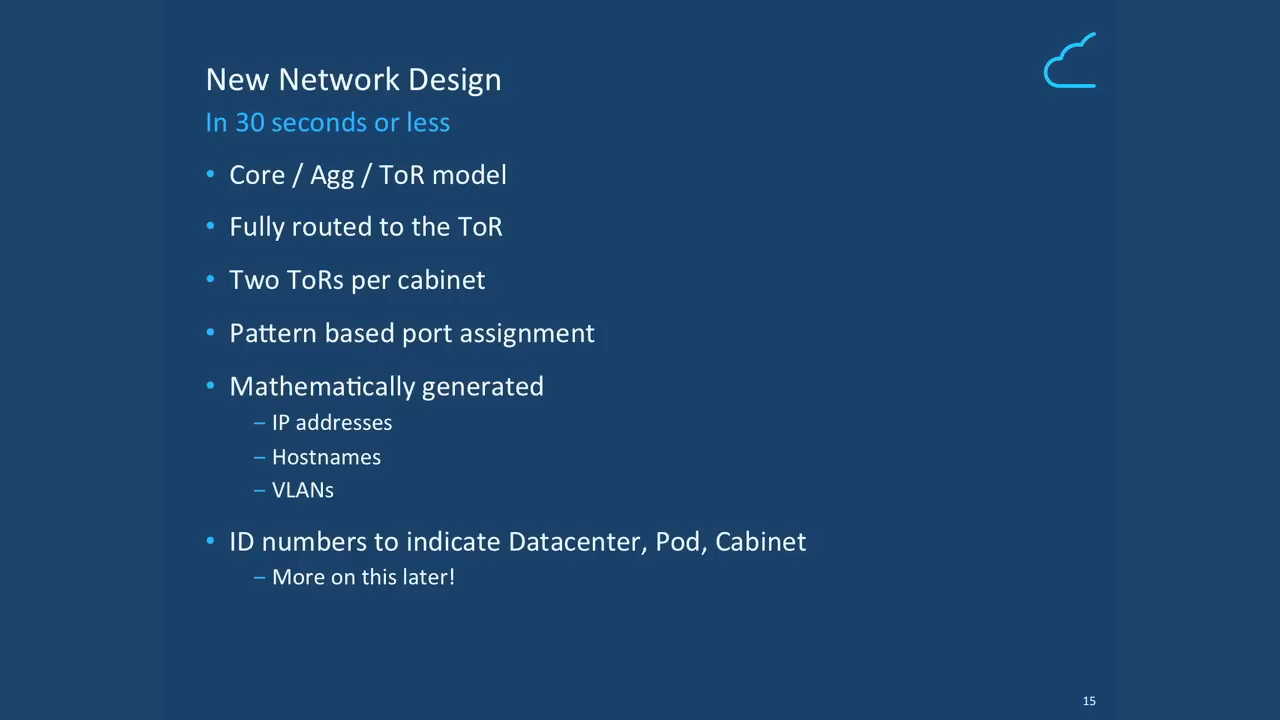 New Network Design
In 30 seconds or less
• Core / Agg / ToR model
• Fully routed to the ToR
• Two ToRs per cabinet
• Pattern based port assignment
• Mathematically generated
– IP addresses
– Hostnames
– VLANs
• ID numbers to indicate Datacenter, Pod, Cabinet
– More on this later!
15